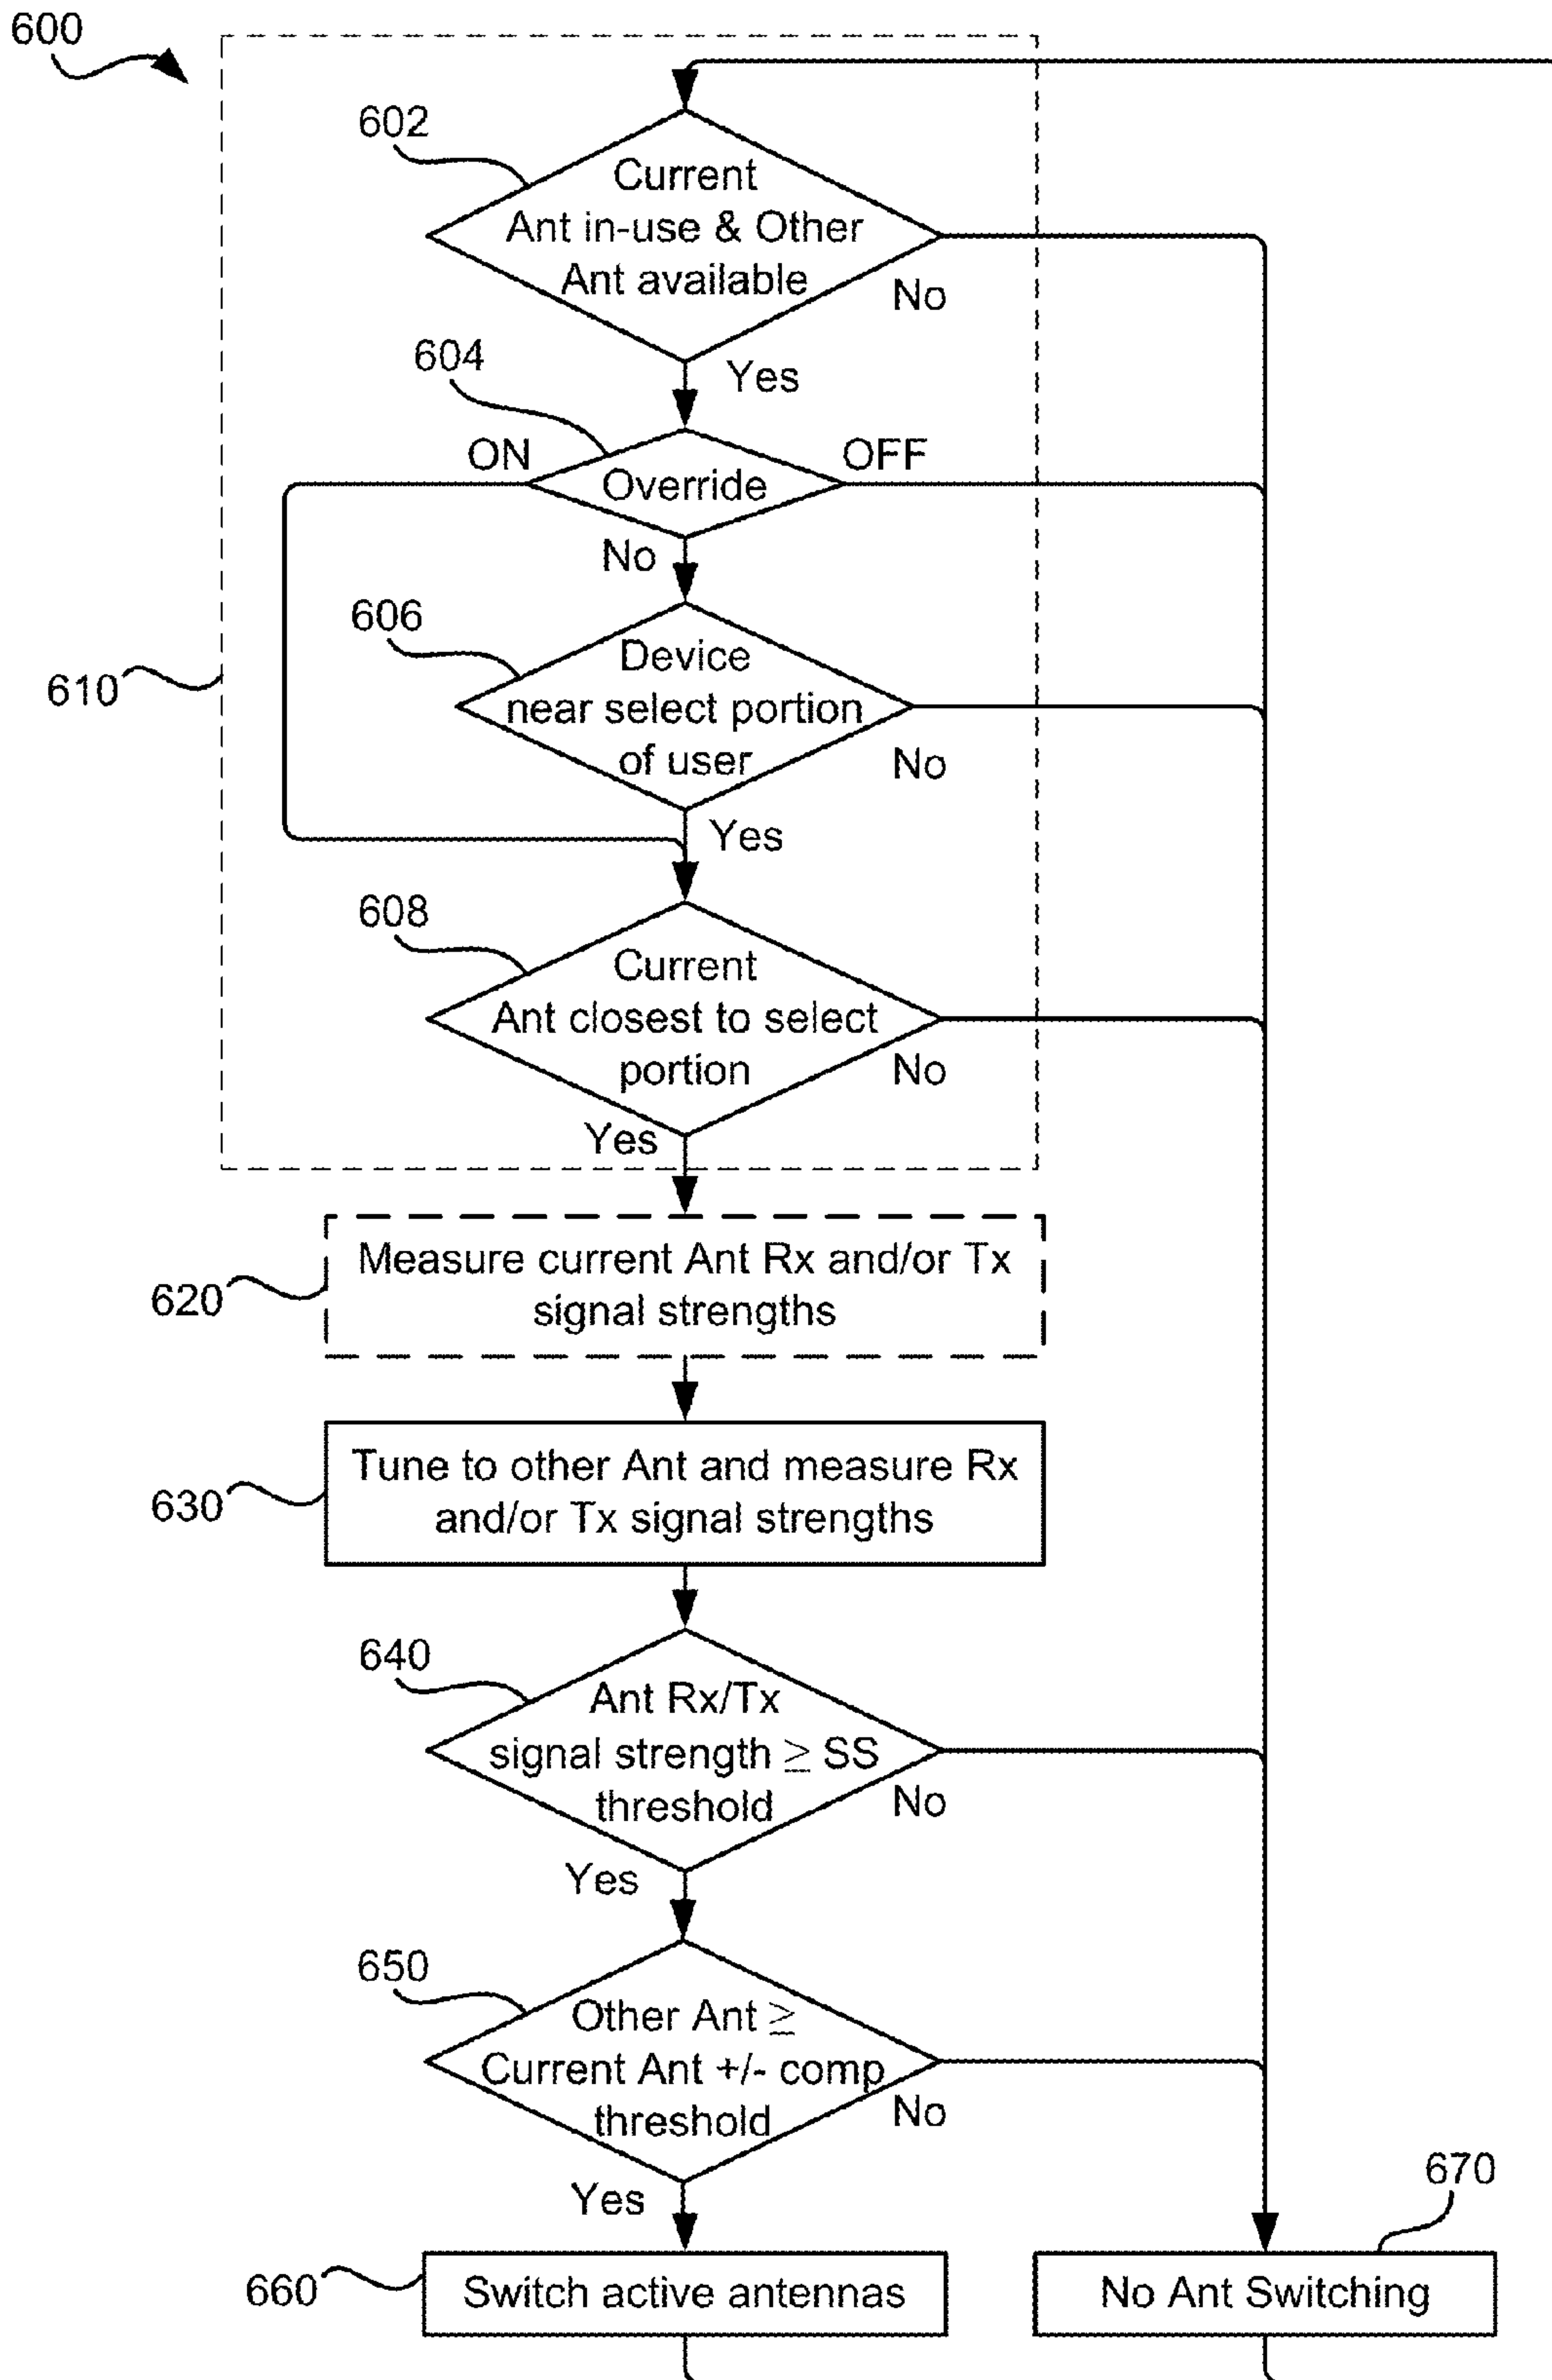 600
602
Current
Ant in-use & Other
Ant available
No
Yes
604
ON
OFF
Override
No
606
Device
near select portion
of user
No
610
Yes
608
Current
Ant closest to select
portion
No
Yes
620
Measure current Ant Rx and/or Tx
signal strengths
630
Tune to other Ant and measure Rx
and/or Tx signal strengths
640
Ant Rx/Tx
signal strength ≥ SS
threshold
No
Yes
650
Other Ant ≥
Current Ant +/- comp
threshold
No
Yes
670
660
Switch active antennas
No Ant Switching